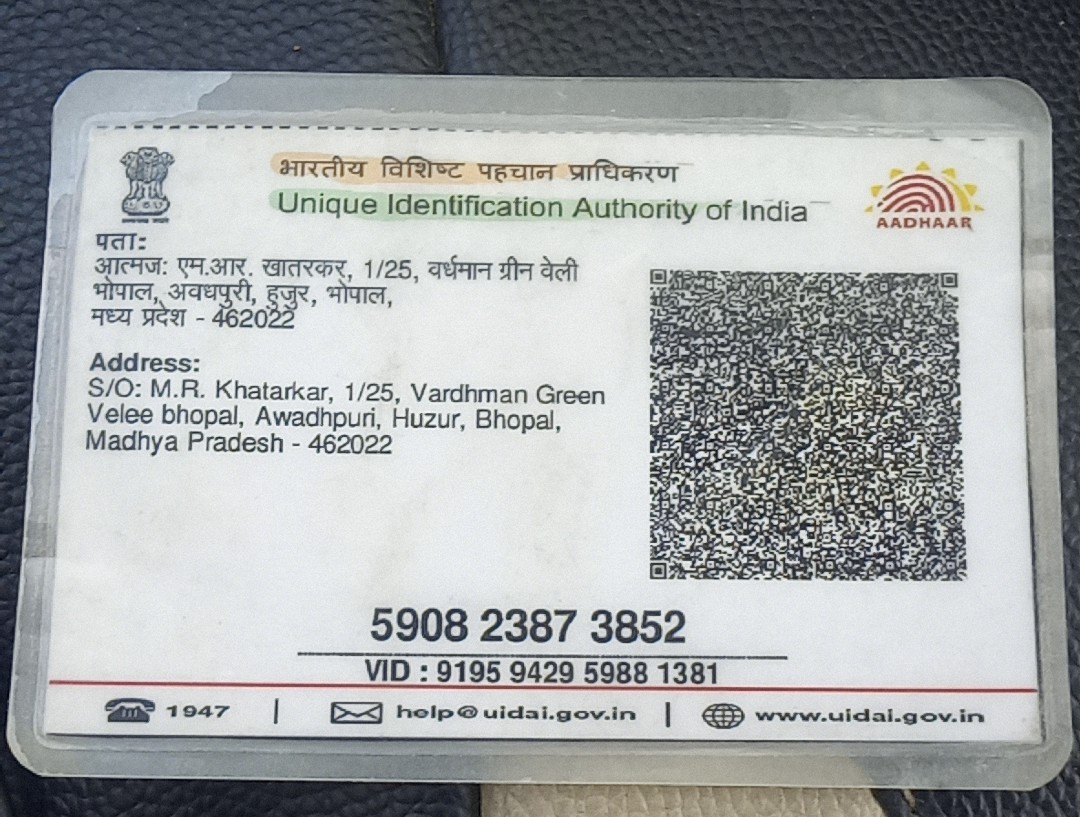 भारतीय विशिष्ट पहचान प्राधिकरण
Unique Identification Authority of India
AADHAAR
पता:
आत्मज: एम.आर. खातरकर, 1/25, वर्धमान ग्रीन वेली
भोपाल, अवधपुरी, हुजुर, भोपाल,
मध्य प्रदेश - 462022
Address:
S/O: M.R. Khatarkar, 1/25, Vardhman Green
Velee bhopal, Awadhpuri, Huzur, Bhopal,
Madhya Pradesh - 462022
5908 2387 3852
VID : 9195 9429 5988 1381
1947 | help@uidai.gov.in | www.uidai.gov.in